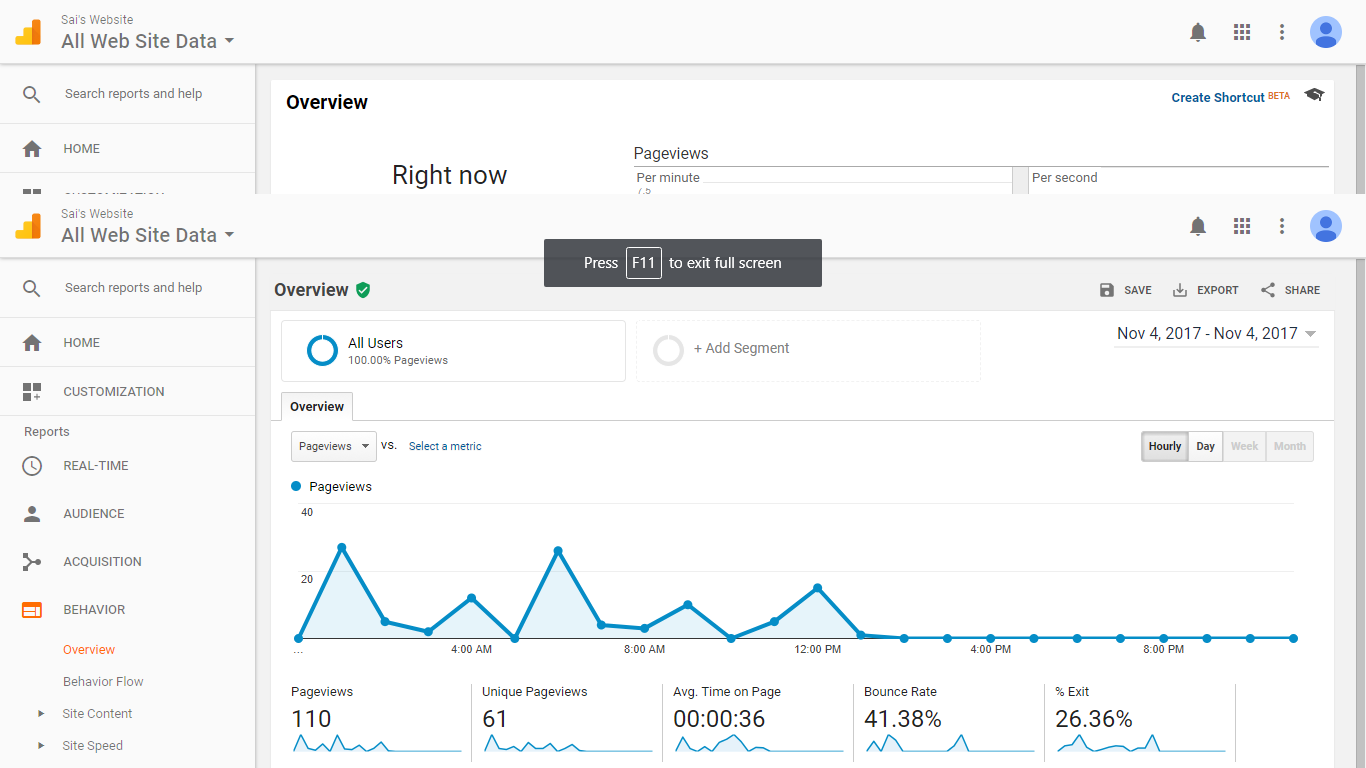 Sai's Website
All Web Site Data
Search reports and help
Overview
Create Shortcut BETA
HOME
Pageviews
Right now
Per minute
Per second
7.5
Sai's Website
All Web Site Data
Press F11 to exit full screen
Search reports and help
Overview
SAVE
EXPORT
SHARE
HOME
All Users
100.00% Pageviews
+ Add Segment
Nov 4, 2017 - Nov 4, 2017
CUSTOMIZATION
Overview
Reports
Pageviews
VS.
Select a metric
Hourly
Day
Week
Month
REAL-TIME
Pageviews
AUDIENCE
40
ACQUISITION
20
BEHAVIOR
Overview
... 4:00 AM 8:00 AM 12:00 PM 4:00 PM 8:00 PM
Behavior Flow
Site Content
Site Speed
Pageviews
110
Unique Pageviews
61
Avg. Time on Page
00:00:36
Bounce Rate
41.38%
% Exit
26.36%